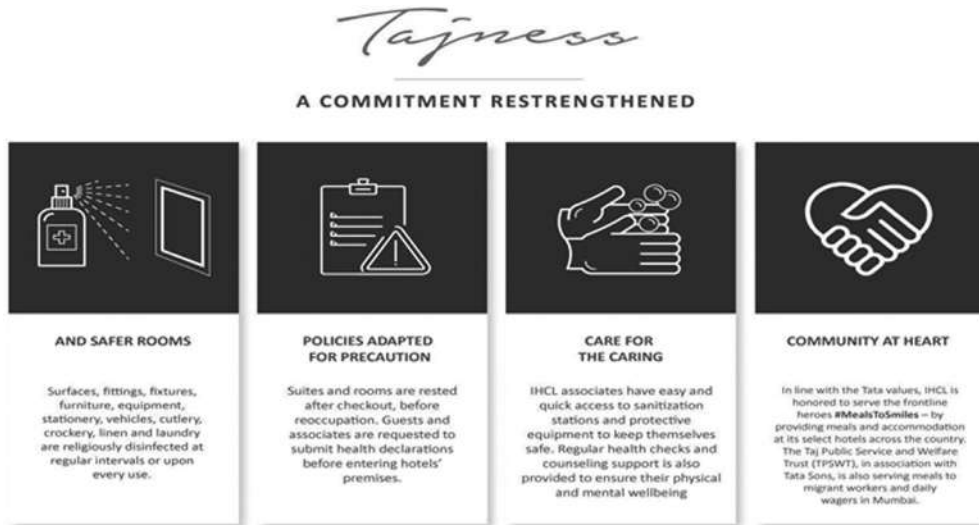 Tajness
A COMMITMENT RESTRENGTHENED
AND SAFER ROOMS
Surfaces, fittings, fixtures,
furniture, equipment,
stationery, vehicles, cutlery,
crockery, linen and laundry
are religiously disinfected at
regular intervals or upon
every use.
POLICIES ADAPTED
FOR PRECAUTION
Suites and rooms are rested
after checkout, before
reoccupation. Guests and
associates are requested to
submit health declarations
before entering hotels'
premises.
CARE FOR
THE CARING
IHCL associates have easy and
quick access to sanitization
stations and protective
equipment to keep themselves
safe. Regular health checks and
counseling support is also
provided to ensure their physical
and mental wellbeing
COMMUNITY AT HEART
In line with the Tata values, IHCL is
honored to serve the frontline
heroes #MealsToSmiles – by
providing meals and accommodation
at its select hotels across the country.
The Taj Public Service and Welfare
Trust (TPSWT), in association with
Tata Sons, is also serving meals to
migrant workers and daily
wagers in Mumbai.